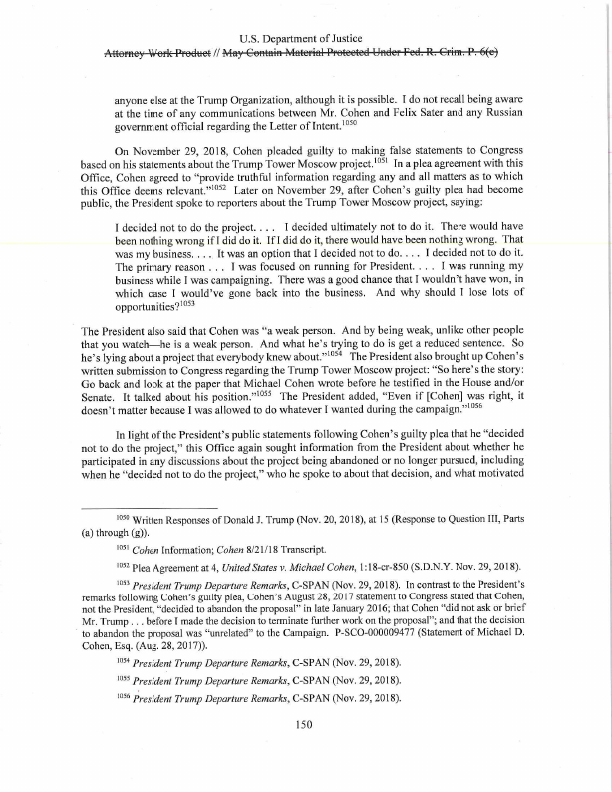 U.S. Department of Justice
Attorney Work Product // May Contain Material Protected Under Fed. R. Crim. P. 6(e)
anyone else at the Trump Organization, although it is possible. I do not recall being aware
at the time of any communications between Mr. Cohen and Felix Sater and any Russian
government official regarding the Letter of Intent.1050
On November 29, 2018, Cohen pleaded guilty to making false statements to Congress
based on his statements about the Trump Tower Moscow project.1051 In a plea agreement with this
Office, Cohen agreed to “provide truthful information regarding any and all matters as to which
this Office deems relevant.”1052 Later on November 29, after Cohen’s guilty plea had become
public, the President spoke to reporters about the Trump Tower Moscow project, saying:
I decided not to do the project. . . . I decided ultimately not to do it. There would have
been nothing wrong if I did do it. If I did do it, there would have been nothing wrong. That
was my business. . . . It was an option that I decided not to do. . . . I decided not to do it.
The primary reason . . . I was focused on running for President. . . . I was running my
business while I was campaigning. There was a good chance that I wouldn’t have won, in
which case I would’ve gone back into the business. And why should I lose lots of
opportunities?1053
The President also said that Cohen was “a weak person. And by being weak, unlike other people
that you watch—he is a weak person. And what he’s trying to do is get a reduced sentence. So
he’s lying about a project that everybody knew about.”1054 The President also brought up Cohen’s
written submission to Congress regarding the Trump Tower Moscow project: “So here’s the story:
Go back and look at the paper that Michael Cohen wrote before he testified in the House and/or
Senate. It talked about his position.”1055 The President added, “Even if [Cohen] was right, it
doesn’t matter because I was allowed to do whatever I wanted during the campaign.”1056
In light of the President’s public statements following Cohen’s guilty plea that he “decided
not to do the project,” this Office again sought information from the President about whether he
participated in any discussions about the project being abandoned or no longer pursued, including
when he “decided not to do the project,” who he spoke to about that decision, and what motivated
1050 Written Responses of Donald J. Trump (Nov. 20, 2018), at 15 (Response to Question III, Parts
(a) through (g)).
1051 Cohen Information; Cohen 8/21/18 Transcript.
1052 Plea Agreement at 4, United States v. Michael Cohen, 1:18-cr-850 (S.D.N.Y. Nov. 29, 2018).
1053 President Trump Departure Remarks, C-SPAN (Nov. 29, 2018). In contrast to the President’s
remarks following Cohen’s guilty plea, Cohen’s August 28, 2017 statement to Congress stated that Cohen,
not the President, “decided to abandon the proposal” in late January 2016; that Cohen “did not ask or brief
Mr. Trump . . . before I made the decision to terminate further work on the proposal”; and that the decision
to abandon the proposal was “unrelated” to the Campaign. P-SCO-000009477 (Statement of Michael D.
Cohen, Esq. (Aug. 28, 2017)).
1054 President Trump Departure Remarks, C-SPAN (Nov. 29, 2018).
1055 President Trump Departure Remarks, C-SPAN (Nov. 29, 2018).
1056 President Trump Departure Remarks, C-SPAN (Nov. 29, 2018).
150